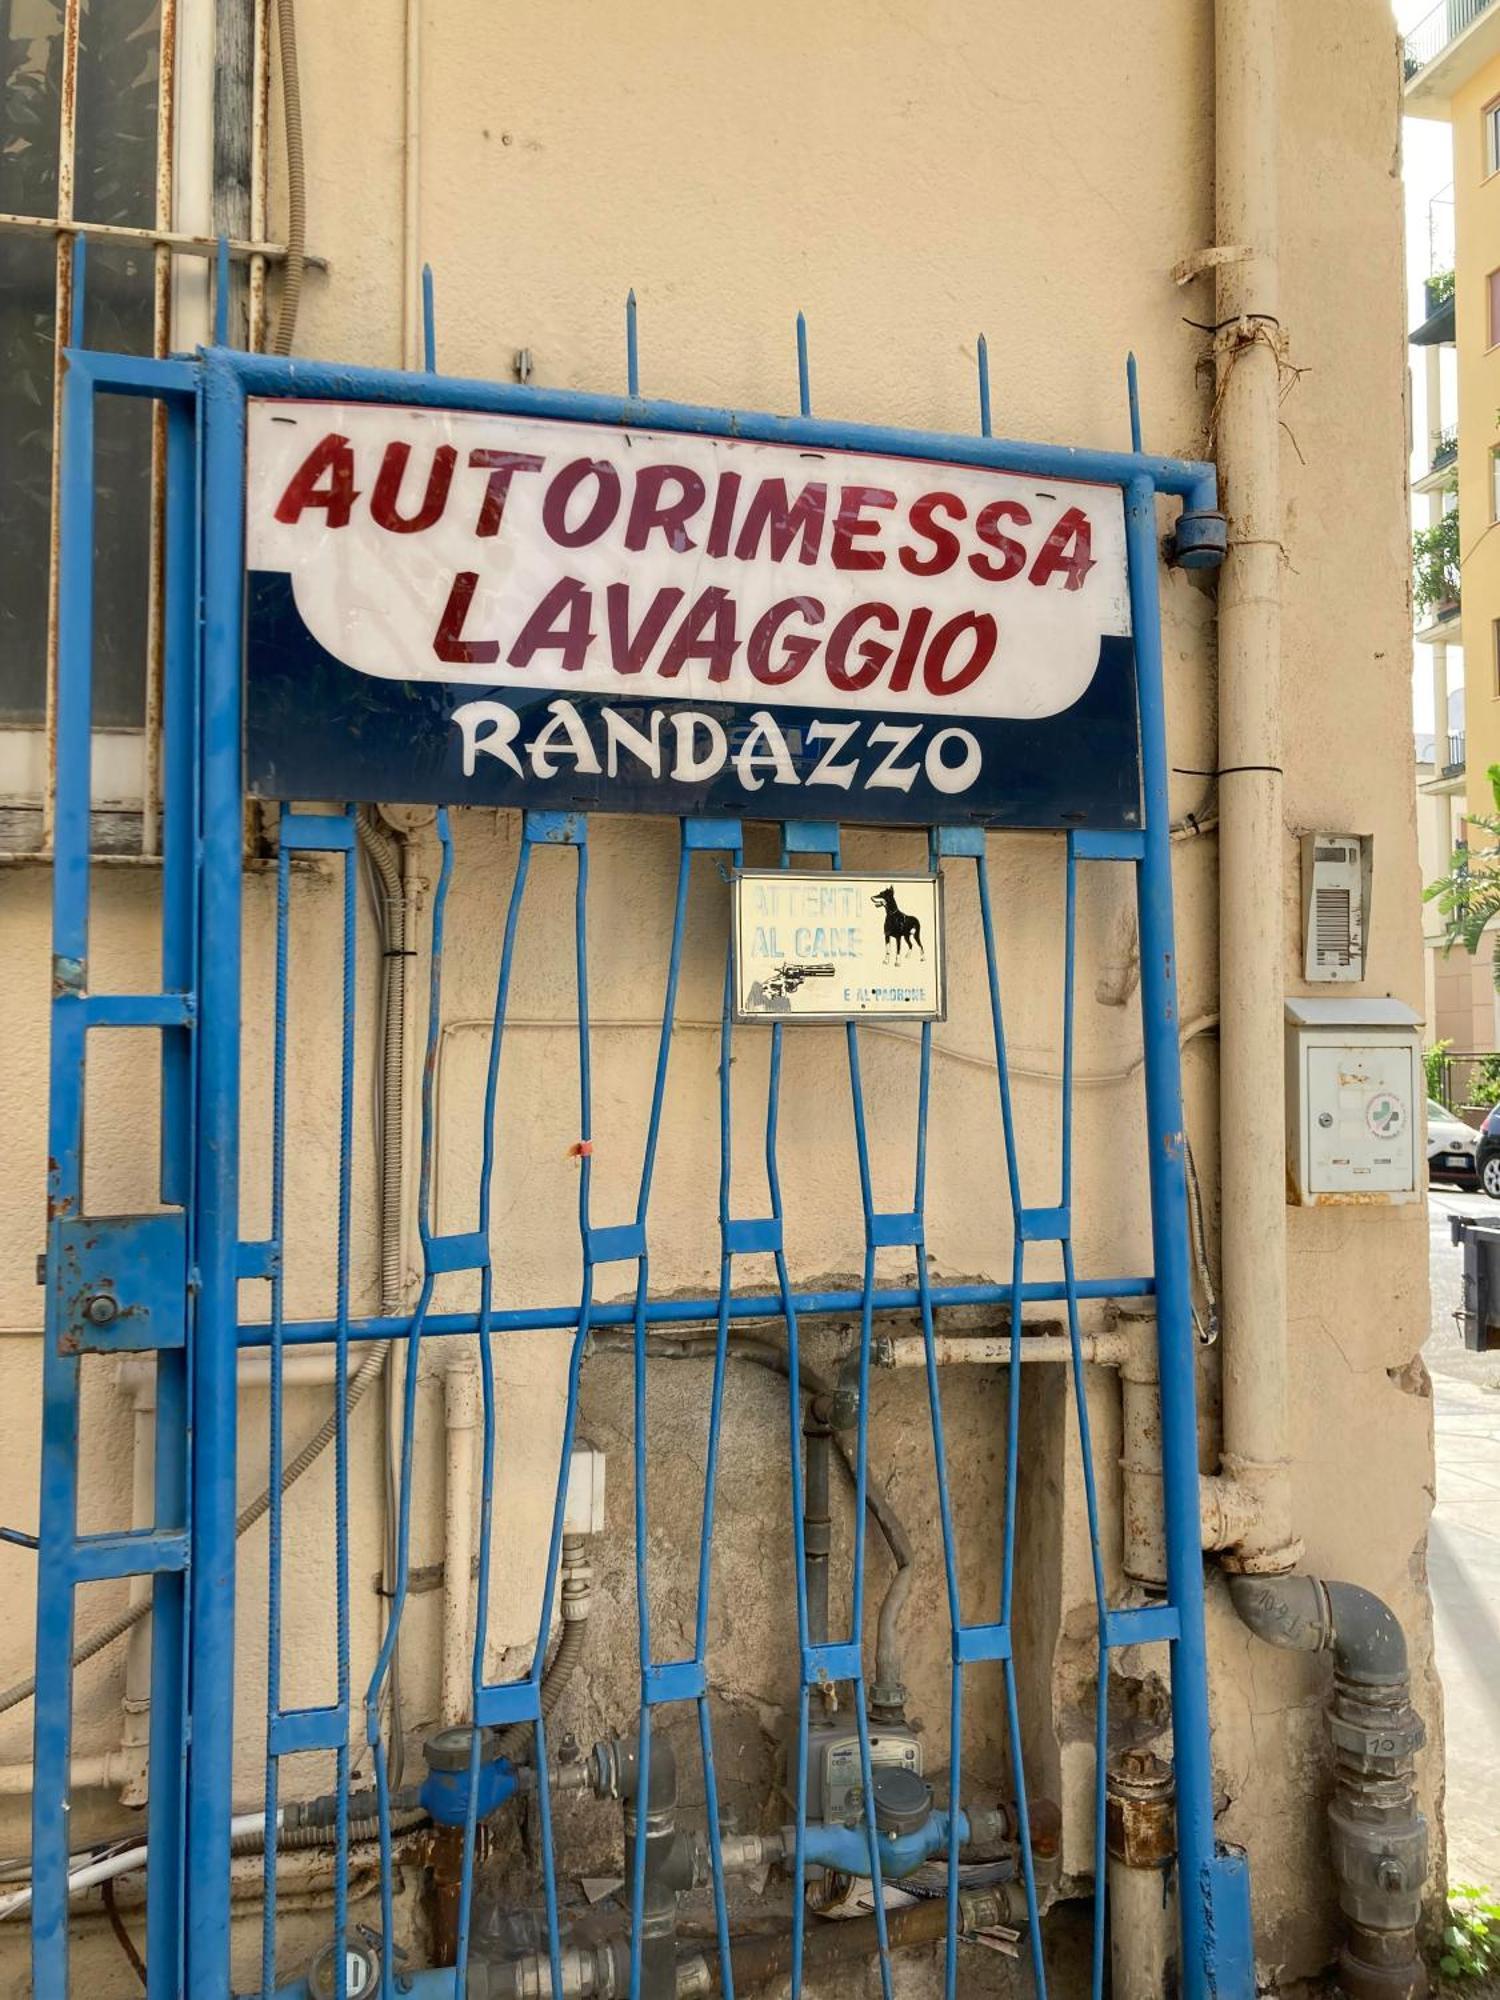 AUTORIMESSA
LAVAGGIO
RANDAZZO
ATTENTI
AL CANE
E AL PADRONE